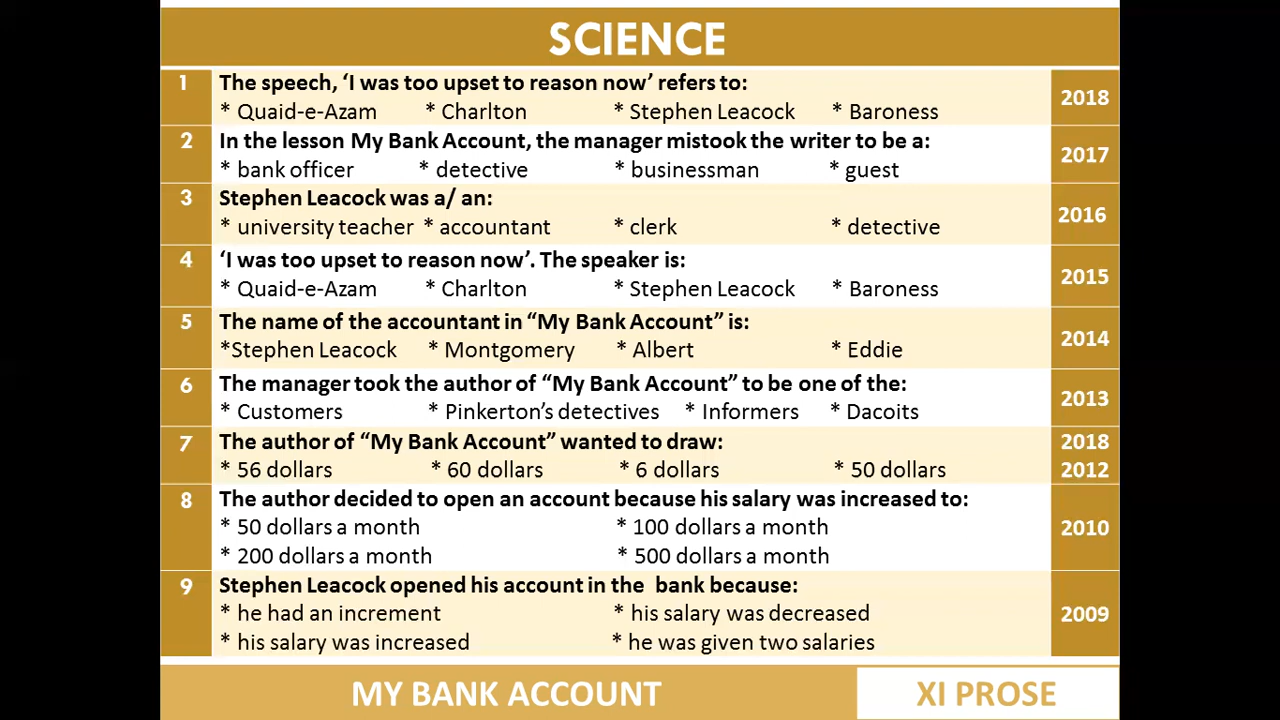 SCIENCE
1 The speech, ‘I was too upset to reason now’ refers to: 2018
* Quaid-e-Azam * Charlton * Stephen Leacock * Baroness
2 In the lesson My Bank Account, the manager mistook the writer to be a: 2017
* bank officer * detective * businessman * guest
3 Stephen Leacock was a/ an: 2016
* university teacher * accountant * clerk * detective
4 ‘I was too upset to reason now’. The speaker is: 2015
* Quaid-e-Azam * Charlton * Stephen Leacock * Baroness
5 The name of the accountant in “My Bank Account” is: 2014
*Stephen Leacock * Montgomery * Albert * Eddie
6 The manager took the author of “My Bank Account” to be one of the: 2013
* Customers * Pinkerton’s detectives * Informers * Dacoits
7 The author of “My Bank Account” wanted to draw: 2018
* 56 dollars * 60 dollars * 6 dollars * 50 dollars 2012
8 The author decided to open an account because his salary was increased to:
* 50 dollars a month * 100 dollars a month 2010
* 200 dollars a month * 500 dollars a month
9 Stephen Leacock opened his account in the bank because:
* he had an increment * his salary was decreased 2009
* his salary was increased * he was given two salaries
MY BANK ACCOUNT XI PROSE